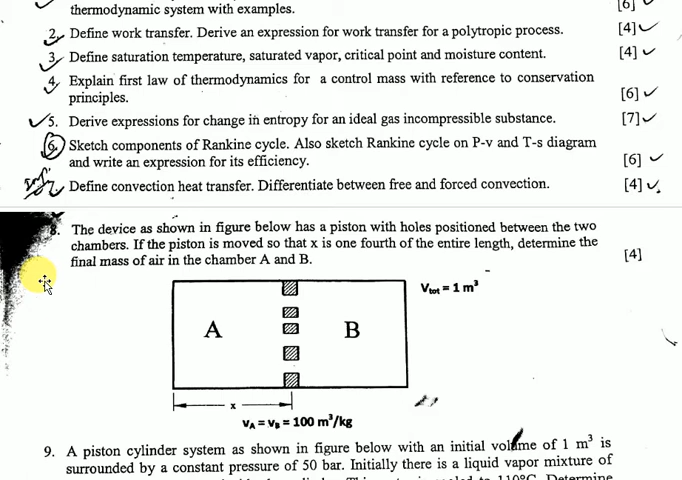 thermodynamic system with examples. [6]
2. Define work transfer. Derive an expression for work transfer for a polytropic process. [4]
3. Define saturation temperature, saturated vapor, critical point and moisture content. [4]
4. Explain first law of thermodynamics for a control mass with reference to conservation
principles. [6]
5. Derive expressions for change in entropy for an ideal gas incompressible substance. [7]
6. Sketch components of Rankine cycle. Also sketch Rankine cycle on P-v and T-s diagram
and write an expression for its efficiency. [6]
7. Define convection heat transfer. Differentiate between free and forced convection. [4]
8. The device as shown in figure below has a piston with holes positioned between the two
chambers. If the piston is moved so that x is one fourth of the entire length, determine the
final mass of air in the chamber A and B. [4]
Vtot = 1 m³
A B
x
vA = vB = 100 m³/kg
9. A piston cylinder system as shown in figure below with an initial volume of 1 m³ is
surrounded by a constant pressure of 50 bar. Initially there is a liquid vapor mixture of